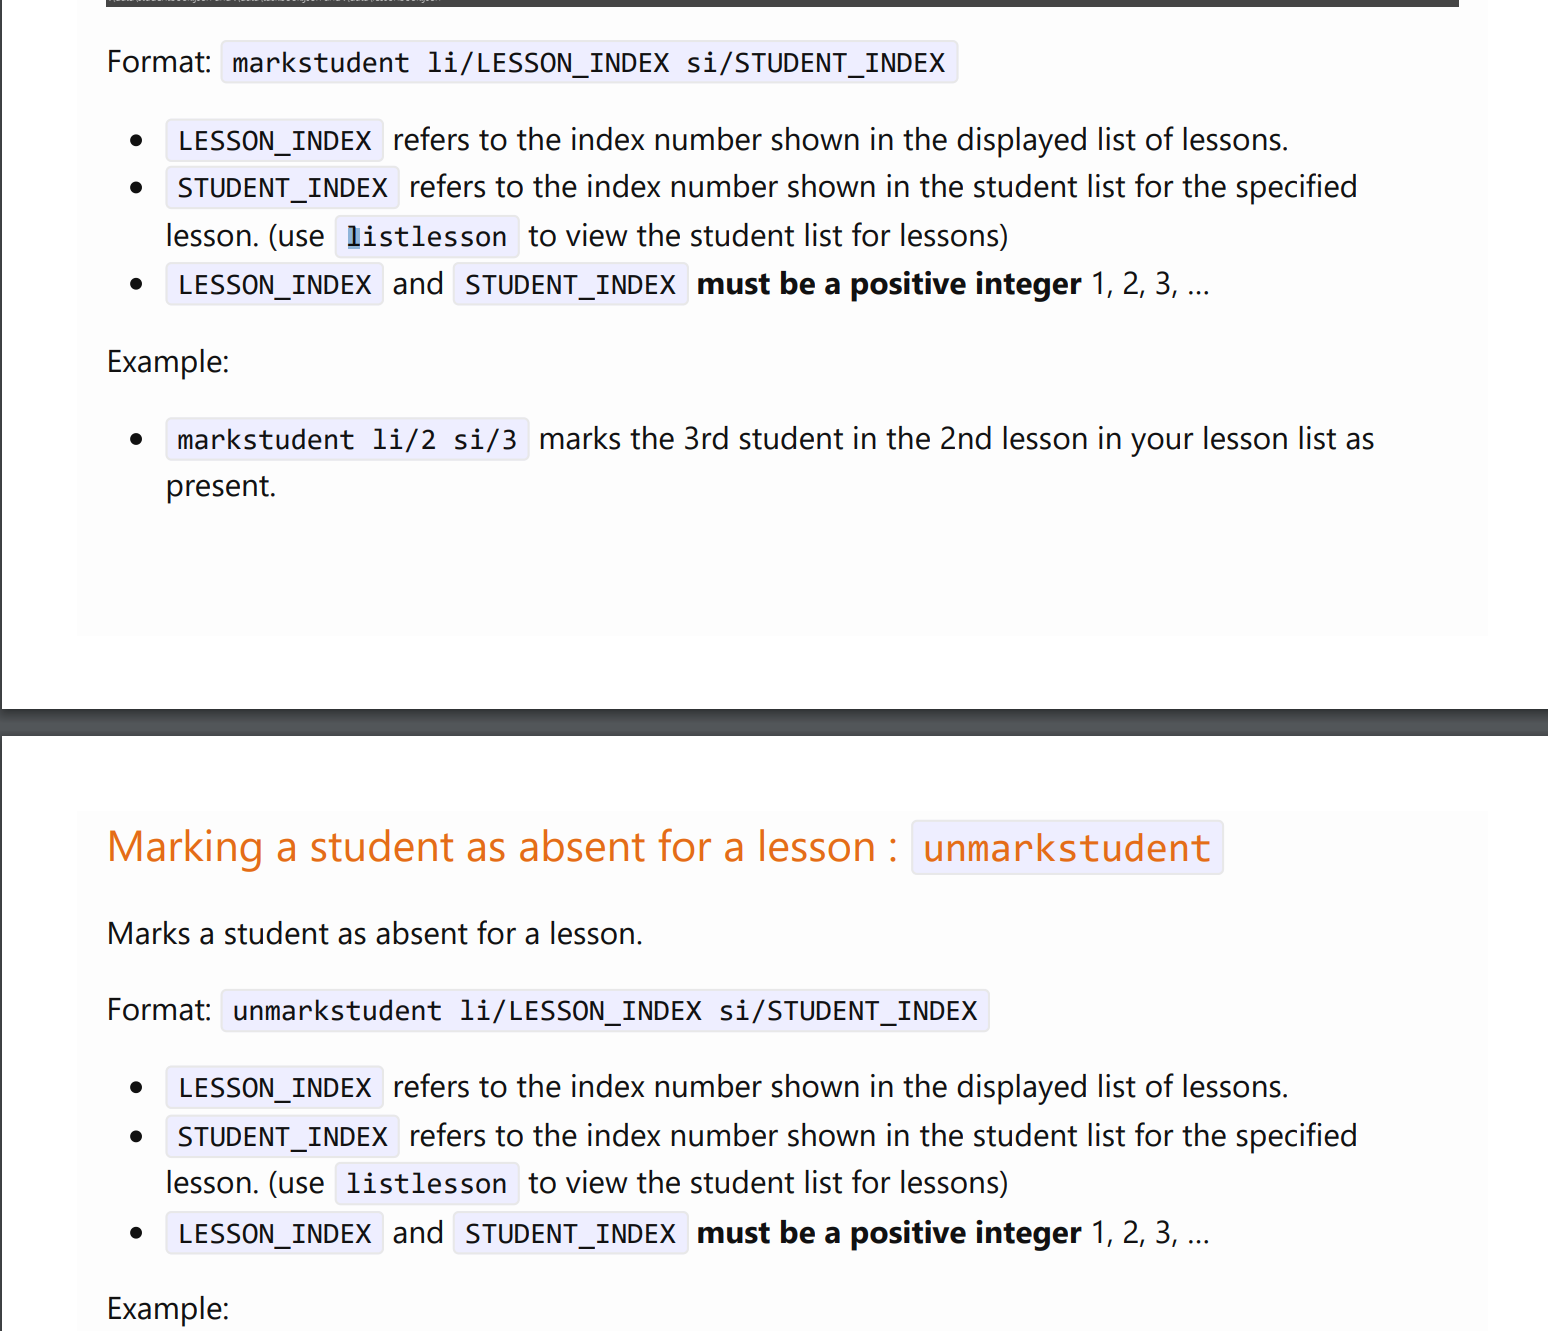 Format: markstudent li/LESSON_INDEX si/STUDENT_INDEX
• LESSON_INDEX refers to the index number shown in the displayed list of lessons.
• STUDENT_INDEX refers to the index number shown in the student list for the specified
lesson. (use listlesson to view the student list for lessons)
• LESSON_INDEX and STUDENT_INDEX must be a positive integer 1, 2, 3, ...
Example:
• markstudent li/2 si/3 marks the 3rd student in the 2nd lesson in your lesson list as
present.
Marking a student as absent for a lesson : unmarkstudent
Marks a student as absent for a lesson.
Format: unmarkstudent li/LESSON_INDEX si/STUDENT_INDEX
• LESSON_INDEX refers to the index number shown in the displayed list of lessons.
• STUDENT_INDEX refers to the index number shown in the student list for the specified
lesson. (use listlesson to view the student list for lessons)
• LESSON_INDEX and STUDENT_INDEX must be a positive integer 1, 2, 3, ...
Example: